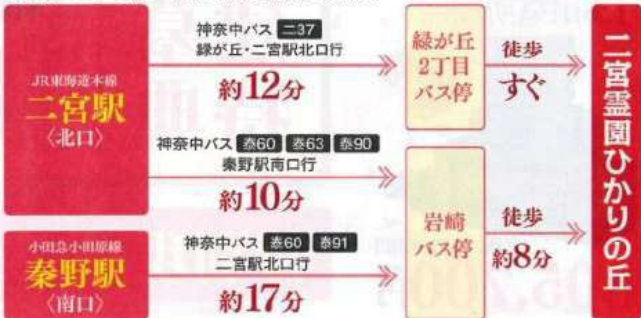 JR東海道本線
二宮駅
〈北口〉
神奈中バス 二37
緑が丘・二宮駅北口行
約12分
緑が丘
2丁目
バス停
徒歩
すぐ
神奈中バス 秦60 秦63 秦90
秦野駅南口行
約10分
小田急小田原線
秦野駅
〈南口〉
神奈中バス 秦60 秦91
二宮駅北口行
約17分
岩崎
バス停
徒歩
約8分
二宮霊園ひかりの丘